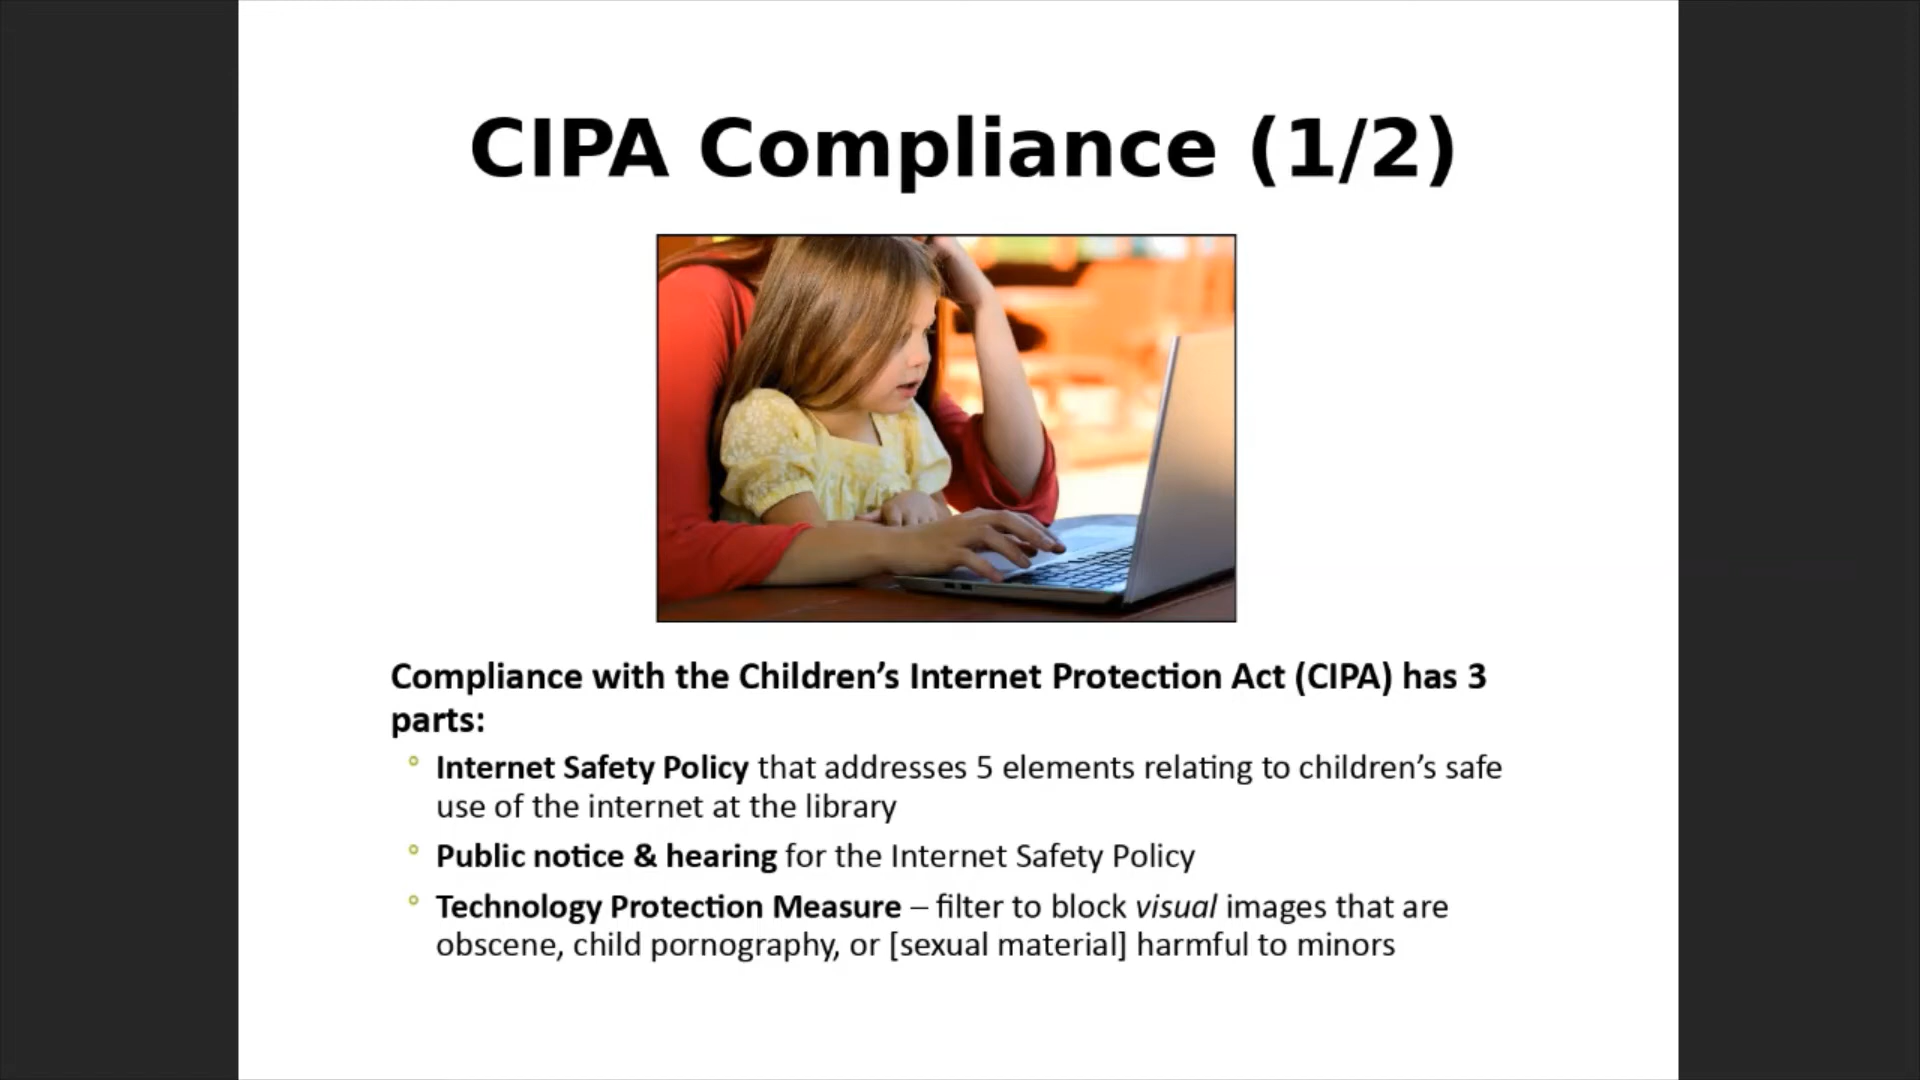 CIPA Compliance (1/2)
Compliance with the Children’s Internet Protection Act (CIPA) has 3
parts:
° Internet Safety Policy that addresses 5 elements relating to children’s safe
use of the internet at the library
° Public notice & hearing for the Internet Safety Policy
° Technology Protection Measure – filter to block visual images that are
obscene, child pornography, or [sexual material] harmful to minors